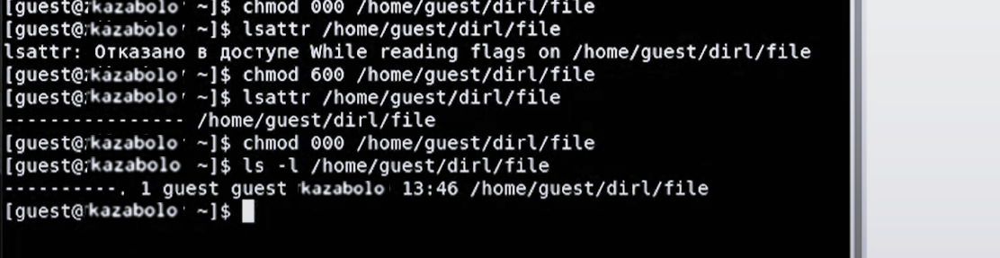 [guest@kazabolo ~]$ chmod 000 /home/guest/dirl/file
[guest@kazabolo ~]$ lsattr /home/guest/dirl/file
lsattr: Отказано в доступе While reading flags on /home/guest/dirl/file
[guest@kazabolo ~]$ chmod 600 /home/guest/dirl/file
[guest@kazabolo ~]$ lsattr /home/guest/dirl/file
---------------- /home/guest/dirl/file
[guest@kazabolo ~]$ chmod 000 /home/guest/dirl/file
[guest@kazabolo ~]$ ls -l /home/guest/dirl/file
----------. 1 guest guest kazabolo 13:46 /home/guest/dirl/file
[guest@kazabolo ~]$